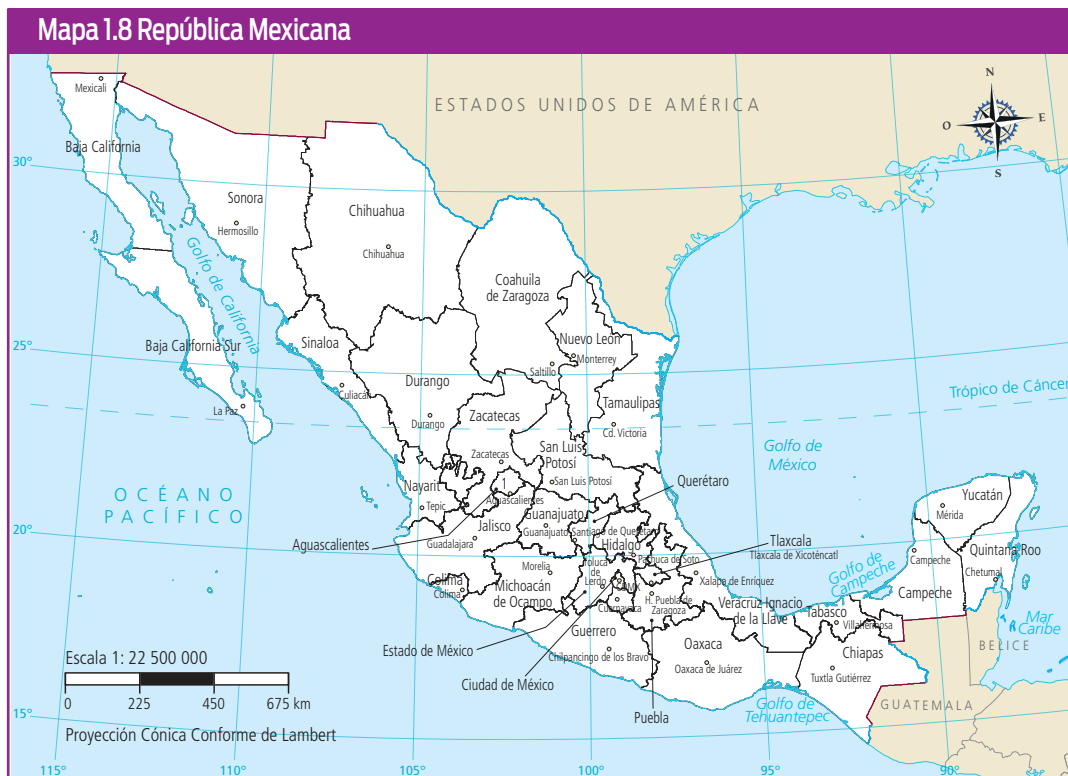 Mapa 1.8 República Mexicana
ESTADOS UNIDOS DE AMÉRICA
N
O
E
S
Mexicali
Baja California
30°
Sonora
Hermosillo
Chihuahua
Chihuahua
Golfo de California
Coahuila
de Zaragoza
Nuevo León
Monterrey
Saltillo
Sinaloa
25°
Baja California Sur
Durango
Culiacán
La Paz
Durango
Zacatecas
Tamaulipas
Cd. Victoria
Trópico de Cáncer
Golfo de
México
San Luis
Potosí
Zacatecas
San Luis Potosí
Querétaro
OCÉANO
PACÍFICO
Nayarit
1
Aguascalientes
Tepic
Guanajuato
Guanajuato
Santiago de Querétaro
Yucatán
Mérida
20°
Aguascalientes
Jalisco
Guadalajara
Hidalgo
Pachuca de Soto
Tlaxcala
Tlaxcala de Xicoténcatl
Quintana Roo
Campeche
Chetumal
Golfo de
Campeche
Morelia
Toluca
de
Lerdo
CDMX
Xalapa de Enríquez
Colima
Colima
Michoacán
de Ocampo
Cuernavaca
H. Puebla de
Zaragoza
Veracruz Ignacio
de la Llave
Tabasco
Villahermosa
Campeche
Mar
Caribe
BELICE
Guerrero
Chilpancingo de los Bravo
Estado de México
Ciudad de México
Puebla
Oaxaca
Oaxaca de Juárez
Chiapas
Tuxtla Gutiérrez
Golfo de
Tehuantepec
GUATEMALA
Escala 1: 22 500 000
0 225 450 675 km
15°
Proyección Cónica Conforme de Lambert
115° 110° 105° 100° 95° 90°